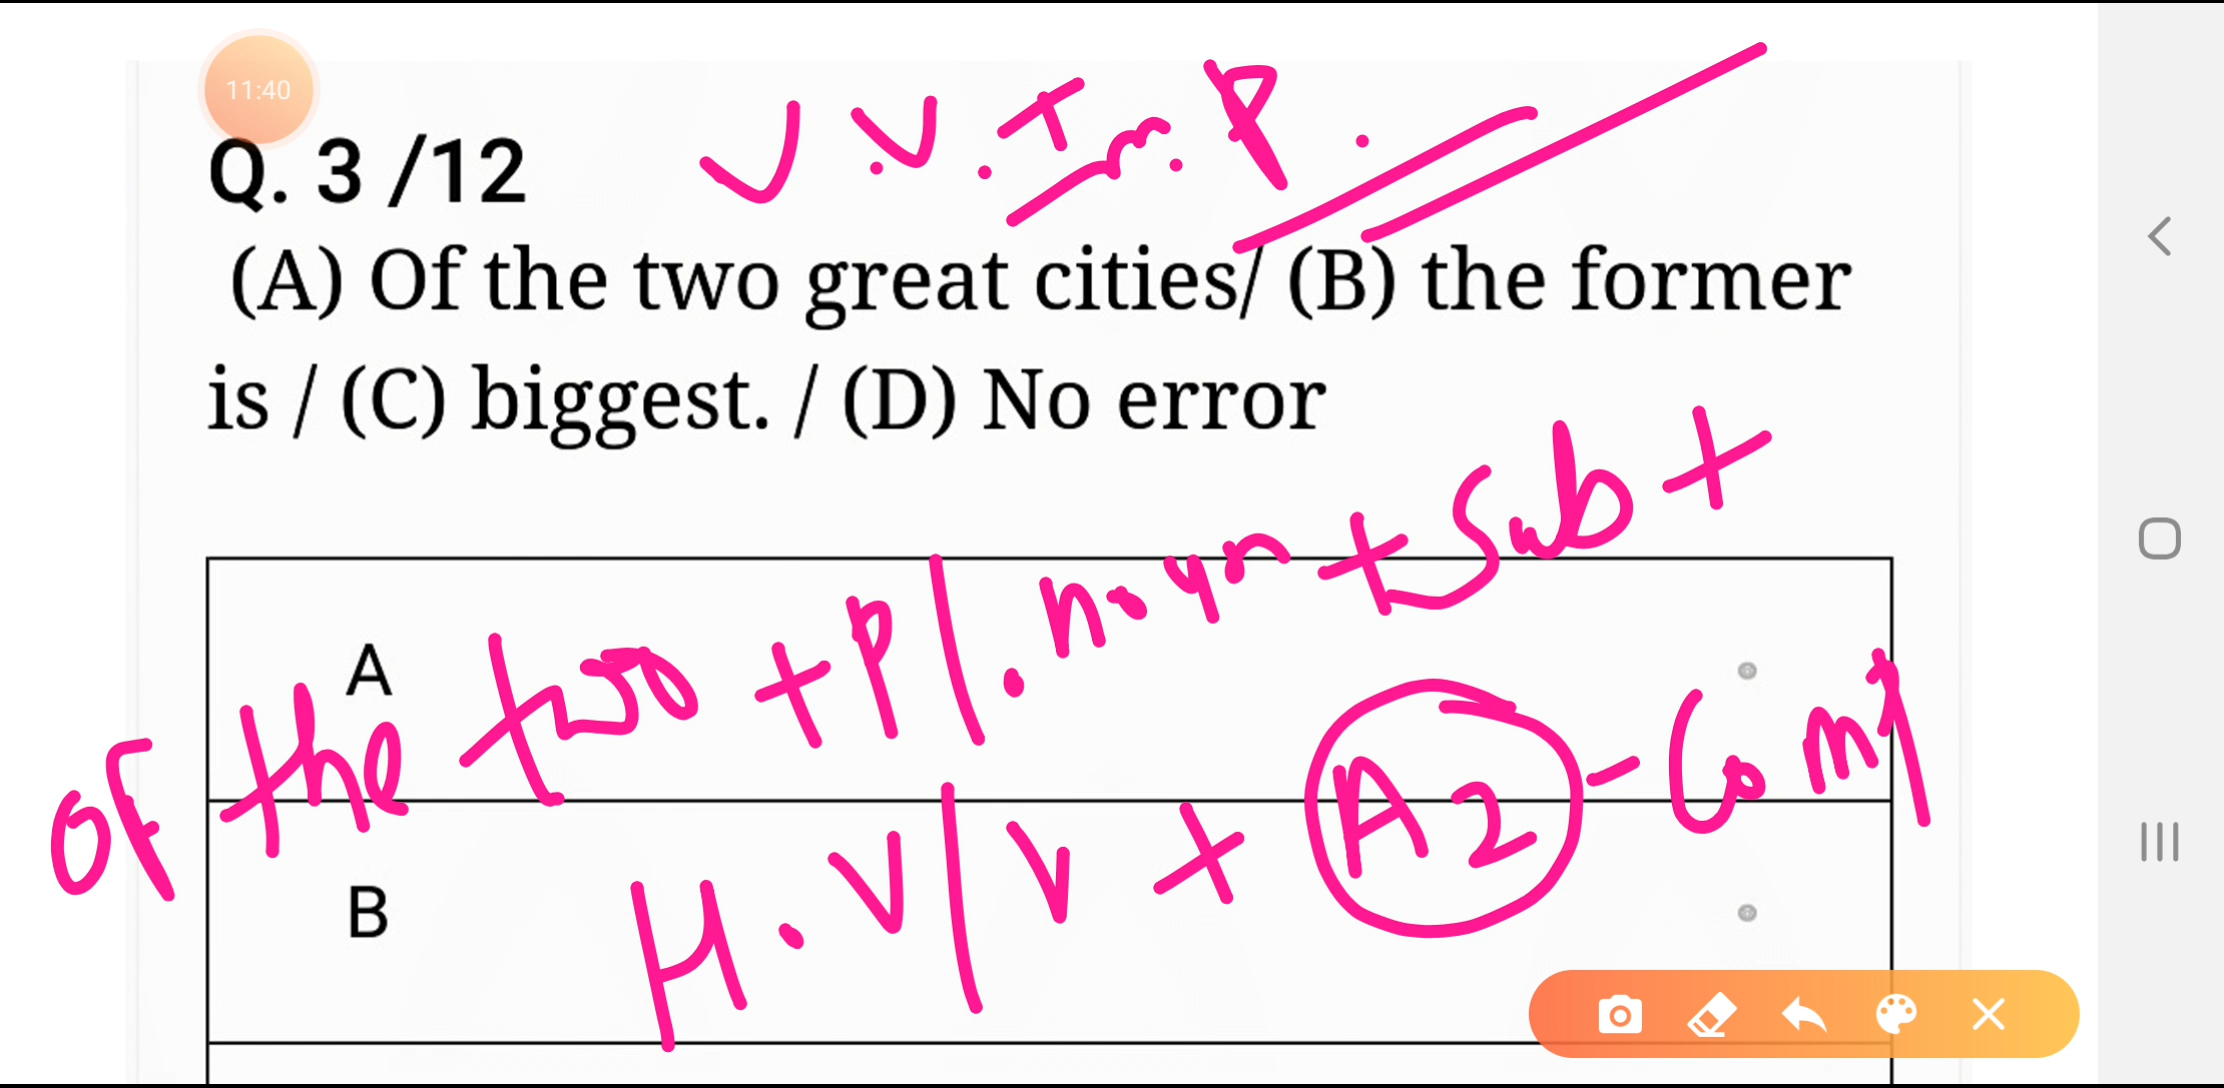 11:40
V.V.Imp.
Q. 3 /12
(A) Of the two great cities/ (B) the former
is / (C) biggest. / (D) No error
A
of the two + pl. noun + Sub +
B
H.V/V + A2 - Com